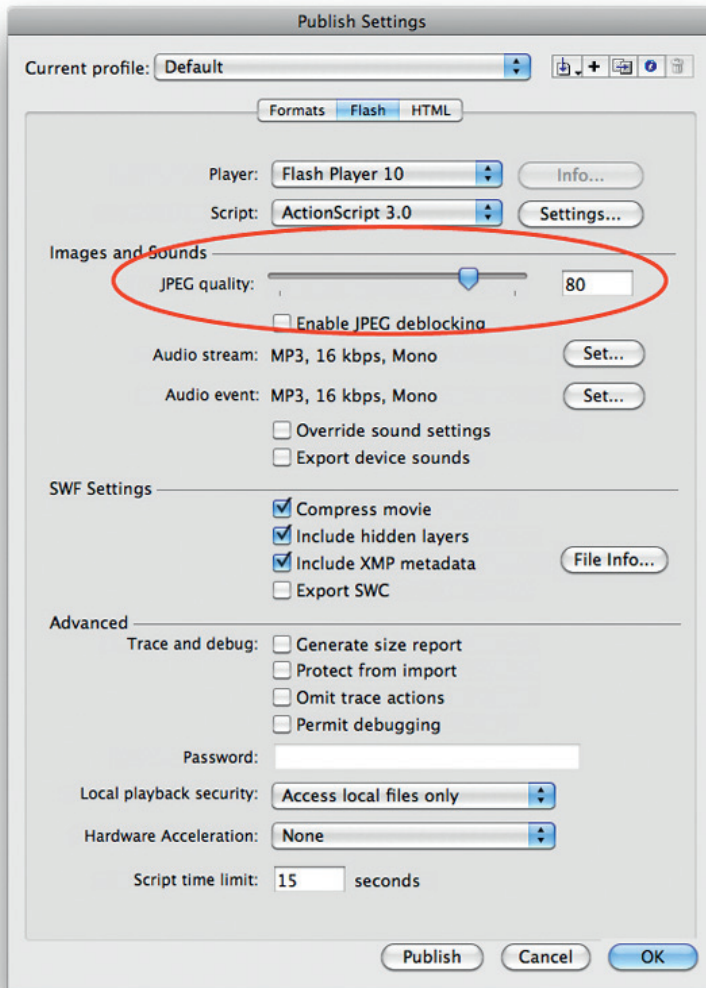 Publish Settings
Current profile: Default
Formats Flash HTML
Player: Flash Player 10 Info...
Script: ActionScript 3.0 Settings...
Images and Sounds
JPEG quality: 80
Enable JPEG deblocking
Audio stream: MP3, 16 kbps, Mono Set...
Audio event: MP3, 16 kbps, Mono Set...
Override sound settings
Export device sounds
SWF Settings
Compress movie
Include hidden layers
Include XMP metadata File Info...
Export SWC
Advanced
Trace and debug: Generate size report
Protect from import
Omit trace actions
Permit debugging
Password:
Local playback security: Access local files only
Hardware Acceleration: None
Script time limit: 15 seconds
Publish Cancel OK